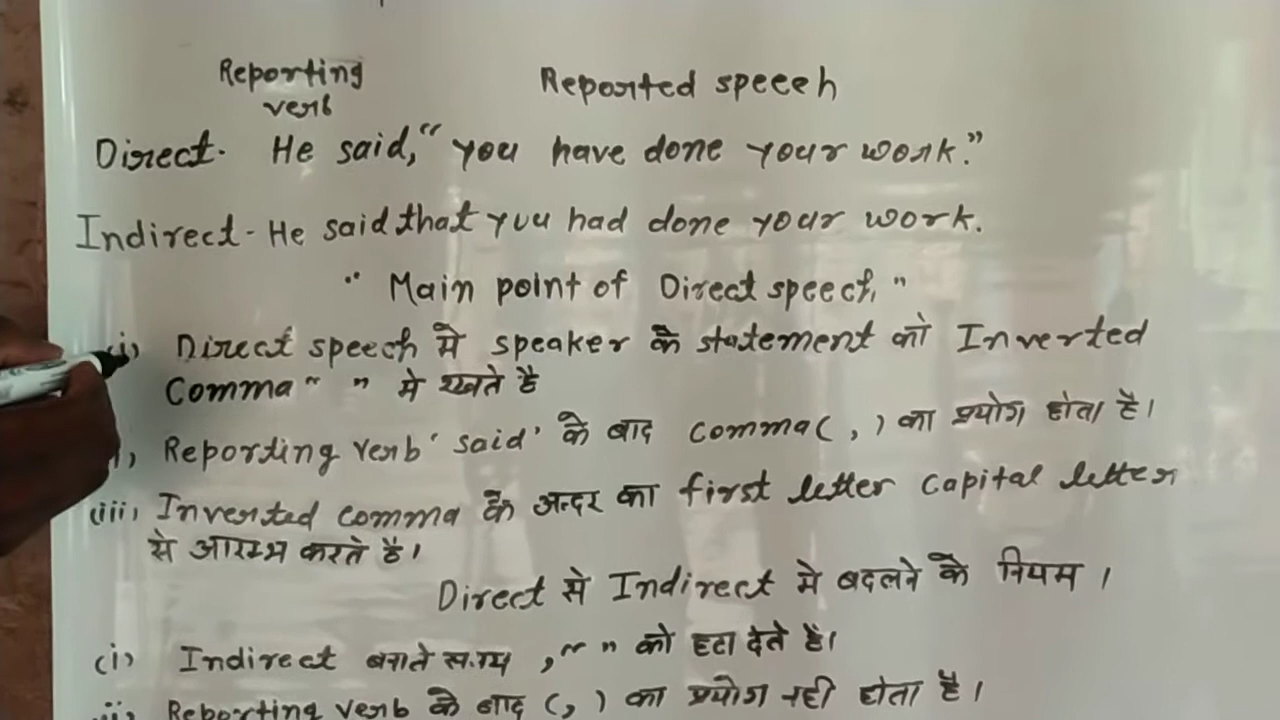 Reporting
verb
Reported speech
Direct. He said, “you have done your work.”
Indirect - He said that you had done your work.
“ Main point of Direct speech ”
(i) Direct speech मे speaker के statement को Inverted
Comma “ ” मे रखते है
Reporting verb ‘ said ’ के बाद comma ( , ) का प्रयोग होता है।
(iii) Inverted comma के अन्दर का first letter capital letter
से आरम्भ करते है।
Direct से Indirect मे बदलने के नियम ।
(i) Indirect बनाते समय , “ ” को हटा देते है।
Reporting verb के बाद ( , ) का प्रयोग नही होता है।